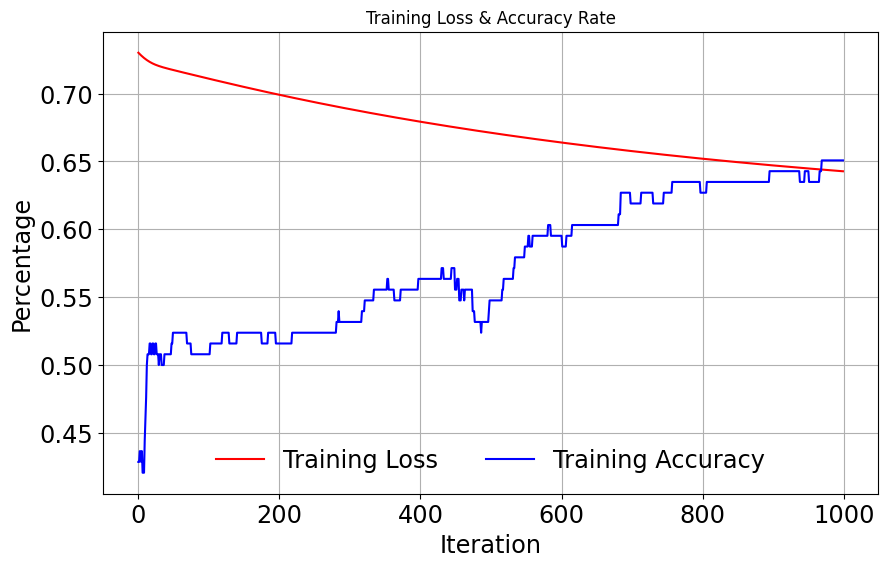 Training Loss & Accuracy Rate
Percentage
0.70
0.65
0.60
0.55
0.50
0.45
Training Loss
Training Accuracy
0 200 400 600 800 1000
Iteration